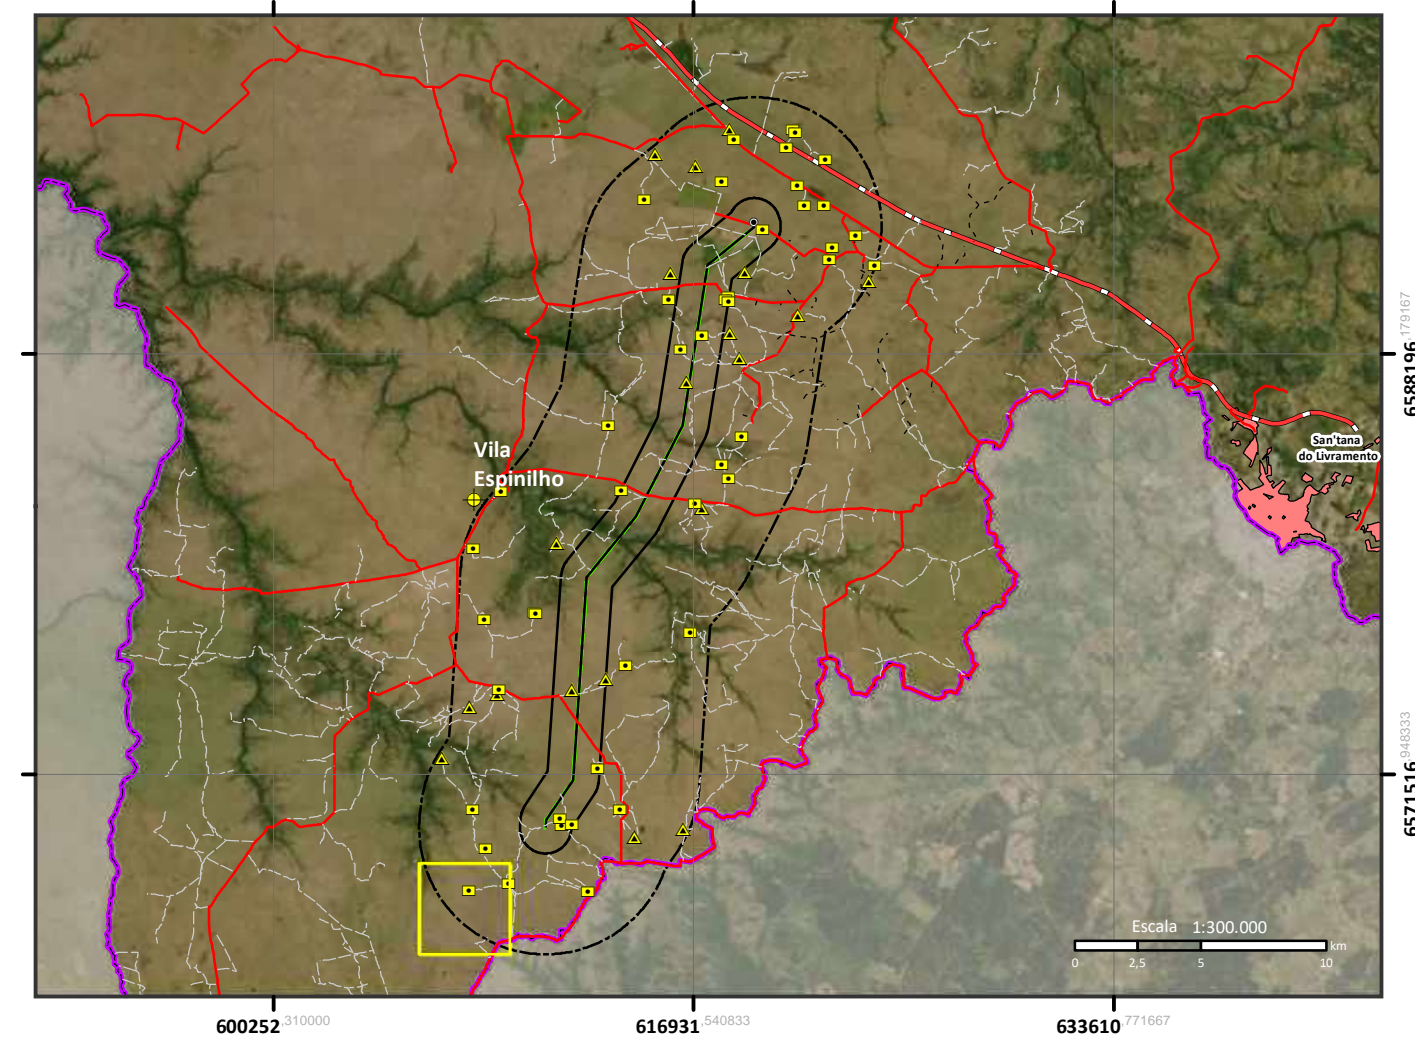 6588196,179167
Vila
Espinilho
San'tana
do Livramento
6571516,948333
Escala 1:300.000
km
0 2,5 5 10
600252,310000 616931,540833 633610,771667